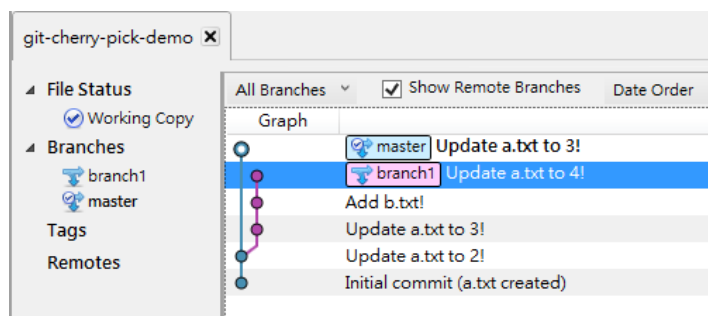 git-cherry-pick-demo
File Status
Working Copy
Branches
branch1
master
Tags
Remotes
All Branches Show Remote Branches Date Order
Graph
master Update a.txt to 3!
branch1 Update a.txt to 4!
Add b.txt!
Update a.txt to 3!
Update a.txt to 2!
Initial commit (a.txt created)